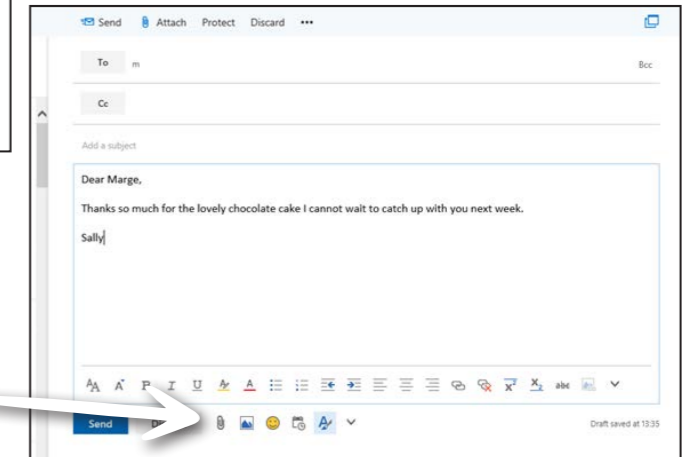 Send Attach Protect Discard •••
To m Bcc
Cc
Add a subject
Dear Marge,
Thanks so much for the lovely chocolate cake I cannot wait to catch up with you next week.
Sally
Send
Draft saved at 13:35